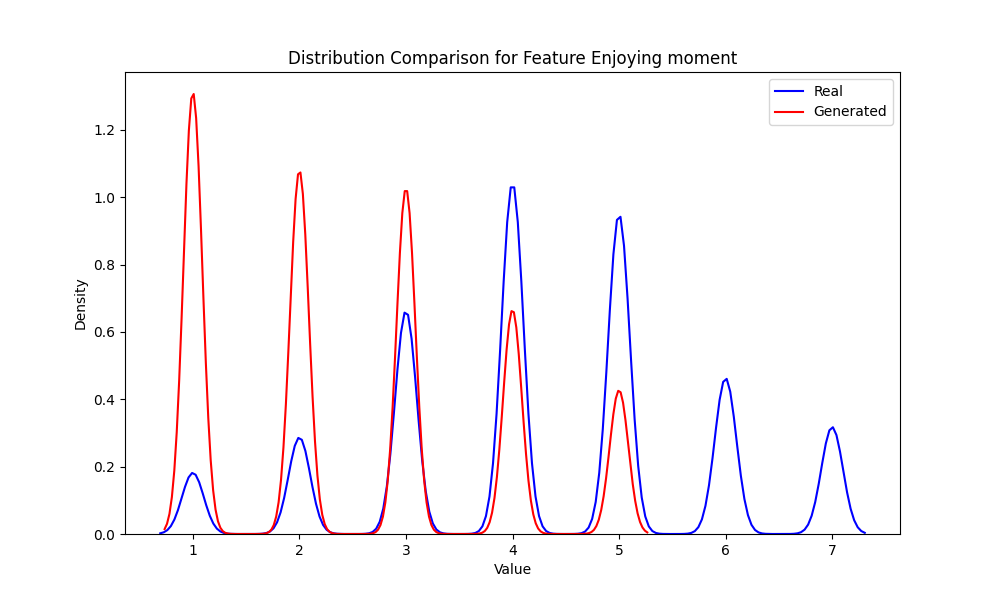 Distribution Comparison for Feature Enjoying moment
Real
Generated
Density
1.2
1.0
0.8
0.6
0.4
0.2
0.0
1 2 3 4 5 6 7
Value